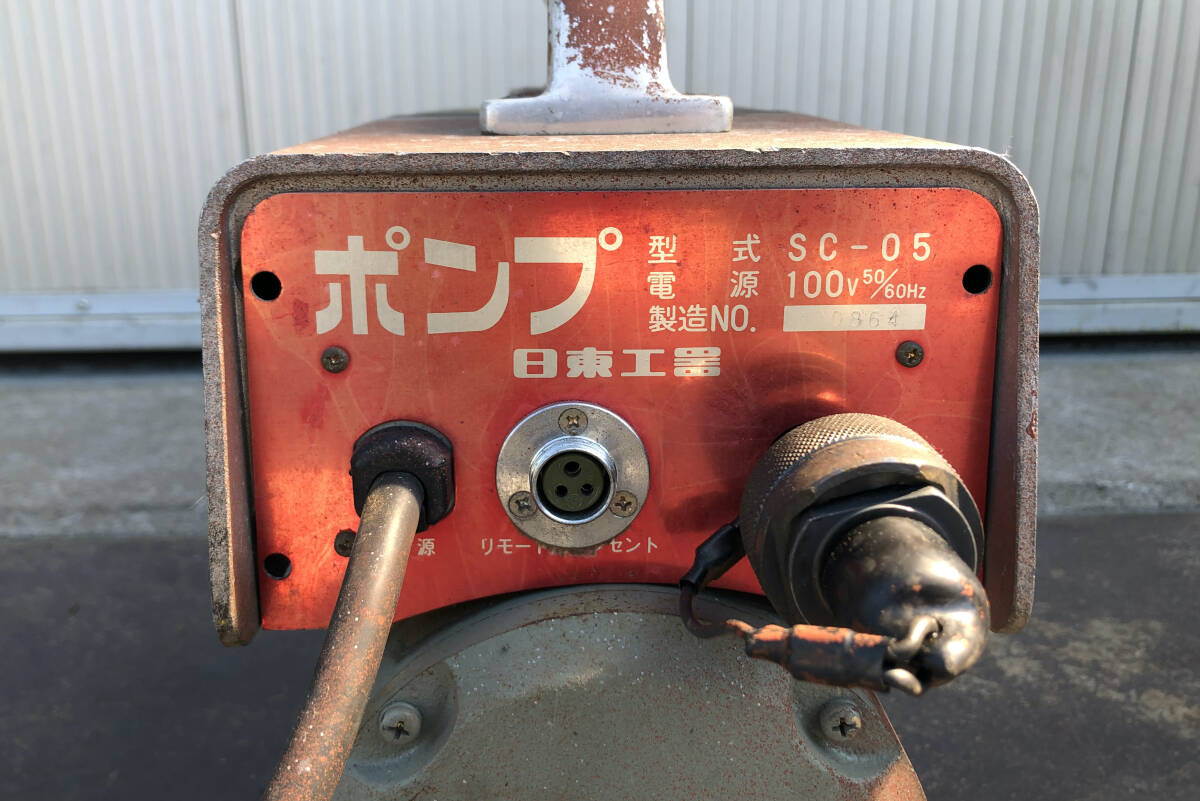 ポンプ
型式 SC-05
電源 100V 50/60Hz
製造NO. 0864
日東工器
源
リモート セント